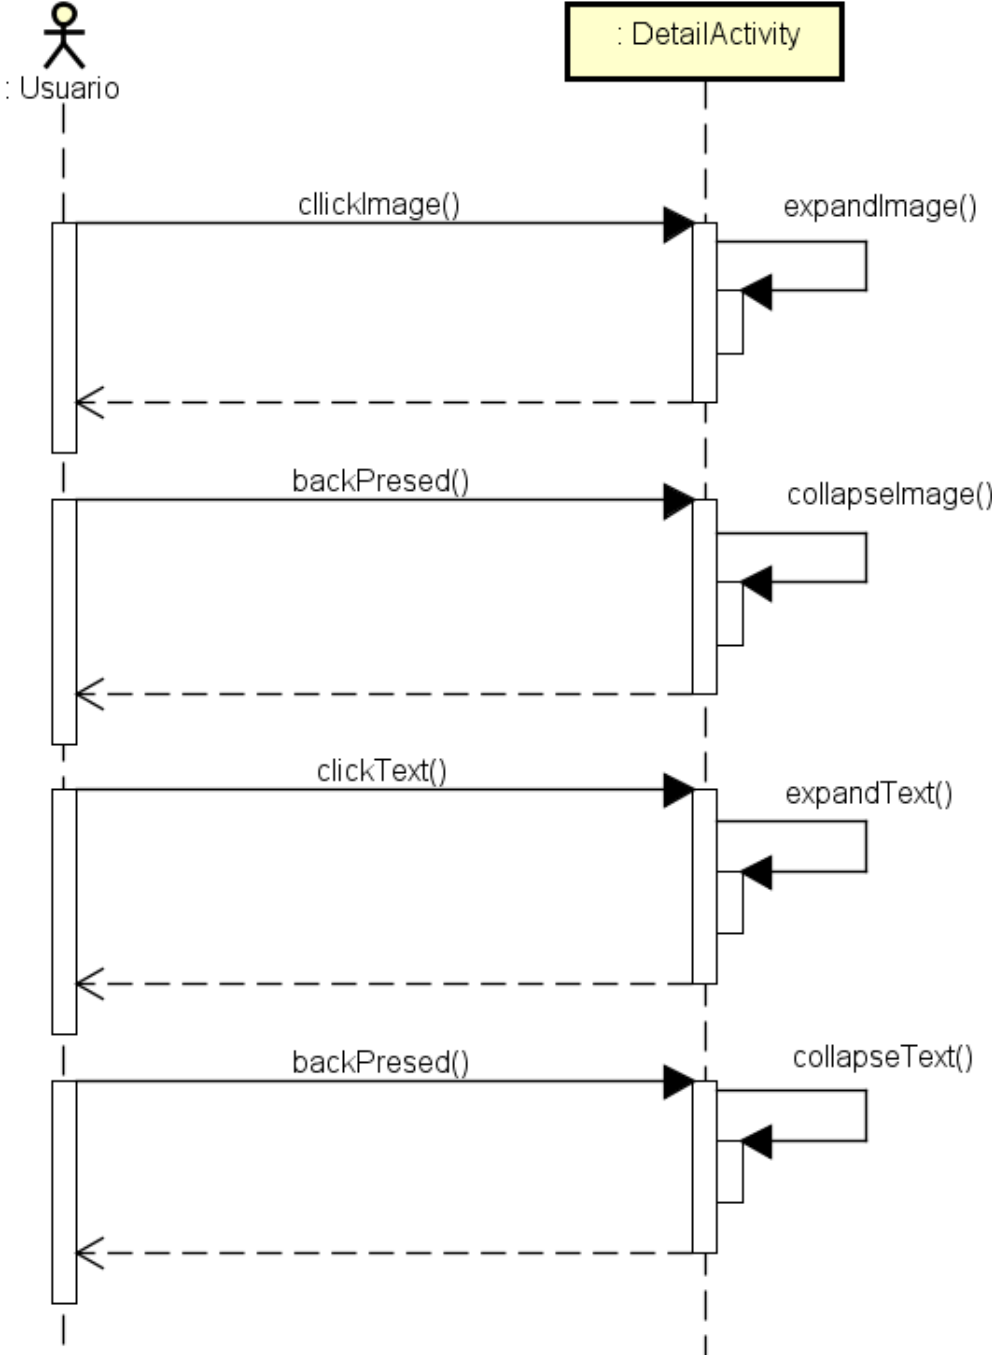 : Usuario
: DetailActivity
cllickImage()
expandImage()
backPresed()
collapseImage()
clickText()
expandText()
backPresed()
collapseText()